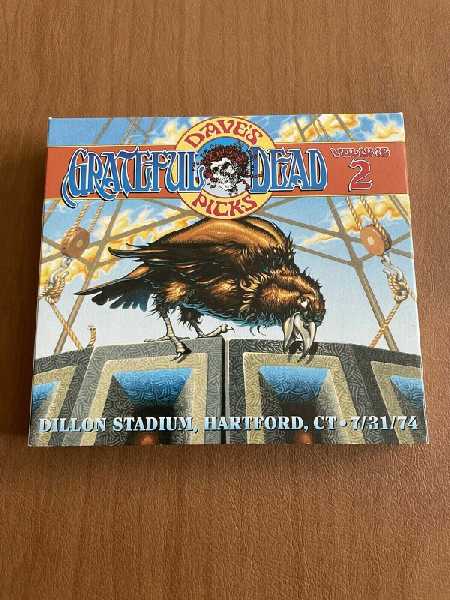 DAVE'S
GRATEFUL DEAD
PICKS
VOLUME
2
DILLON STADIUM, HARTFORD, CT • 7/31/74